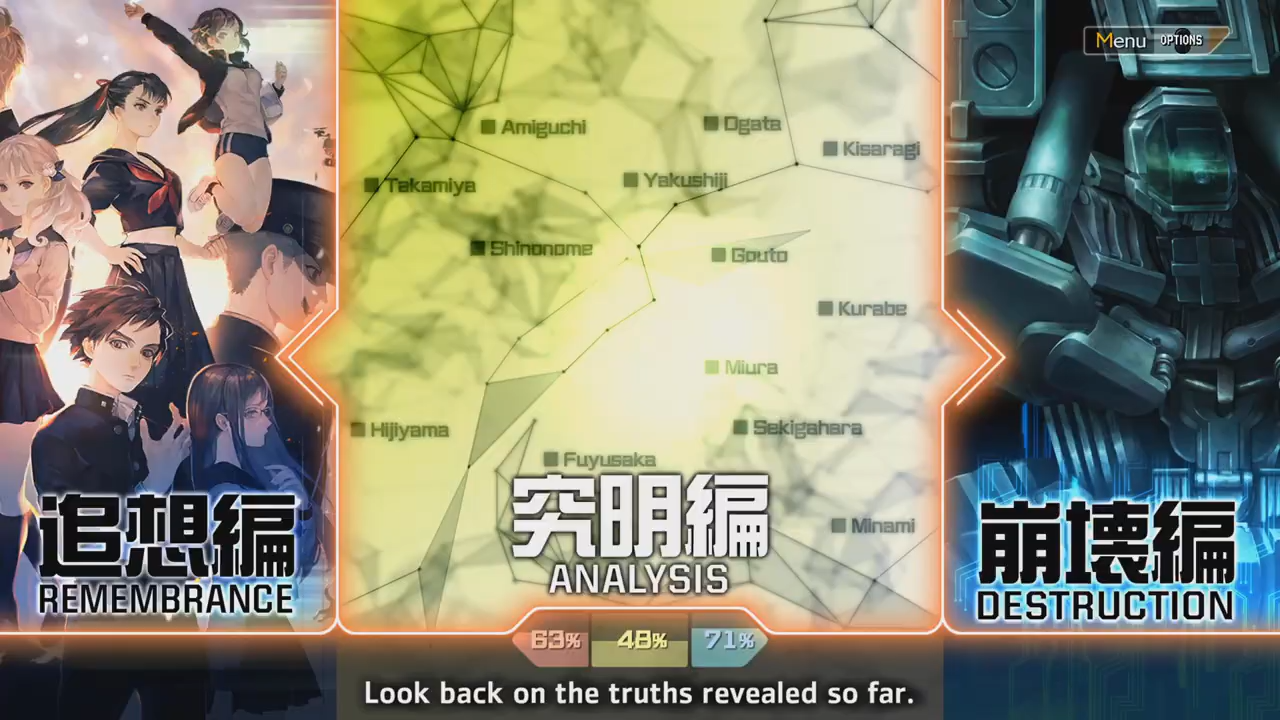 Menu OPTIONS
Amiguchi
Ogata
Kisaragi
Takamiya
Yakushiji
Shinonome
Gouto
Kurabe
Miura
Hijiyama
Sekigahara
Fuyusaka
Minami
追想編
REMEMBRANCE
究明編
ANALYSIS
崩壊編
DESTRUCTION
63% 48% 71%
Look back on the truths revealed so far.